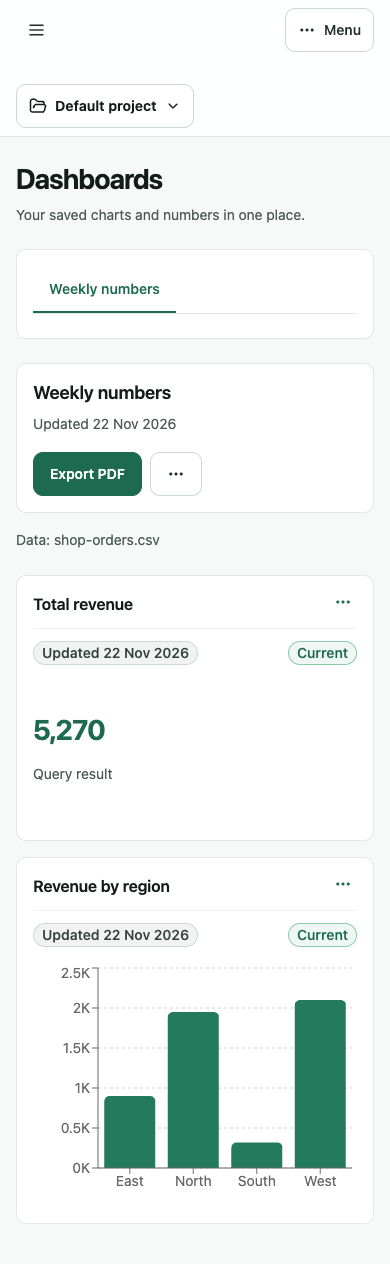 Menu
Default project
Dashboards
Your saved charts and numbers in one place.
Weekly numbers
Weekly numbers
Updated 22 Nov 2026
Export PDF
Data: shop-orders.csv
Total revenue
Updated 22 Nov 2026
Current
5,270
Query result
Revenue by region
Updated 22 Nov 2026
Current
2.5K
2K
1.5K
1K
0.5K
0K
East North South West